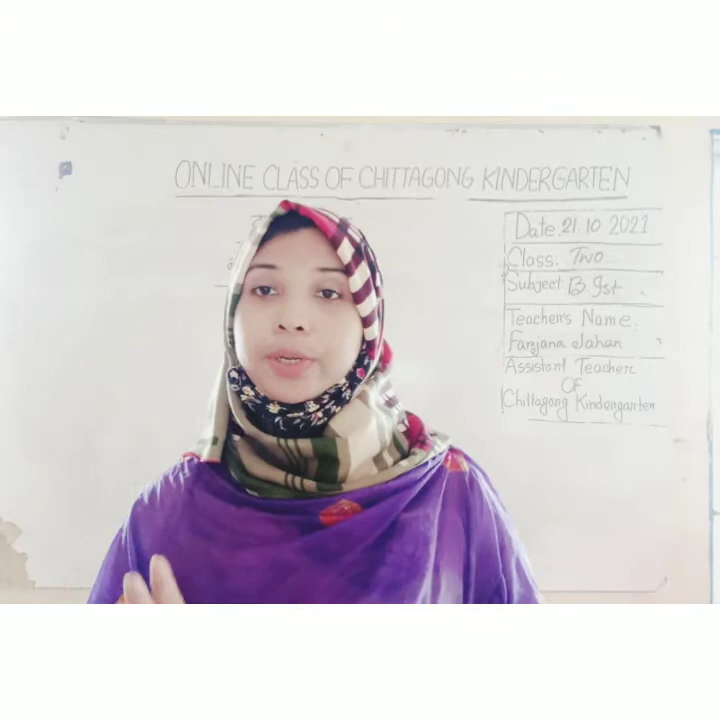 ONLINE CLASS OF CHITTAGONG KINDERGARTEN
Date. 21. 10 2021
Class. Two
Subject B. 1st
Teacher's Name:
Farjana Jahan
Assistant Teacher
OF
Chittagong Kindergarten